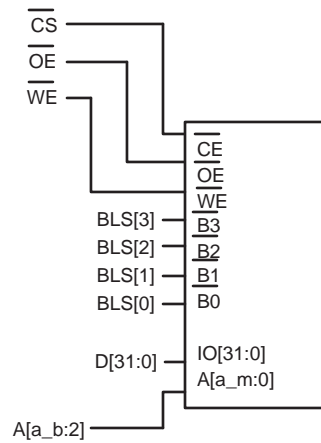 CS
OE
WE
BLS[3]
BLS[2]
BLS[1]
BLS[0]
D[31:0]
A[a_b:2]
CE
OE
WE
B3
B2
B1
B0
IO[31:0]
A[a_m:0]